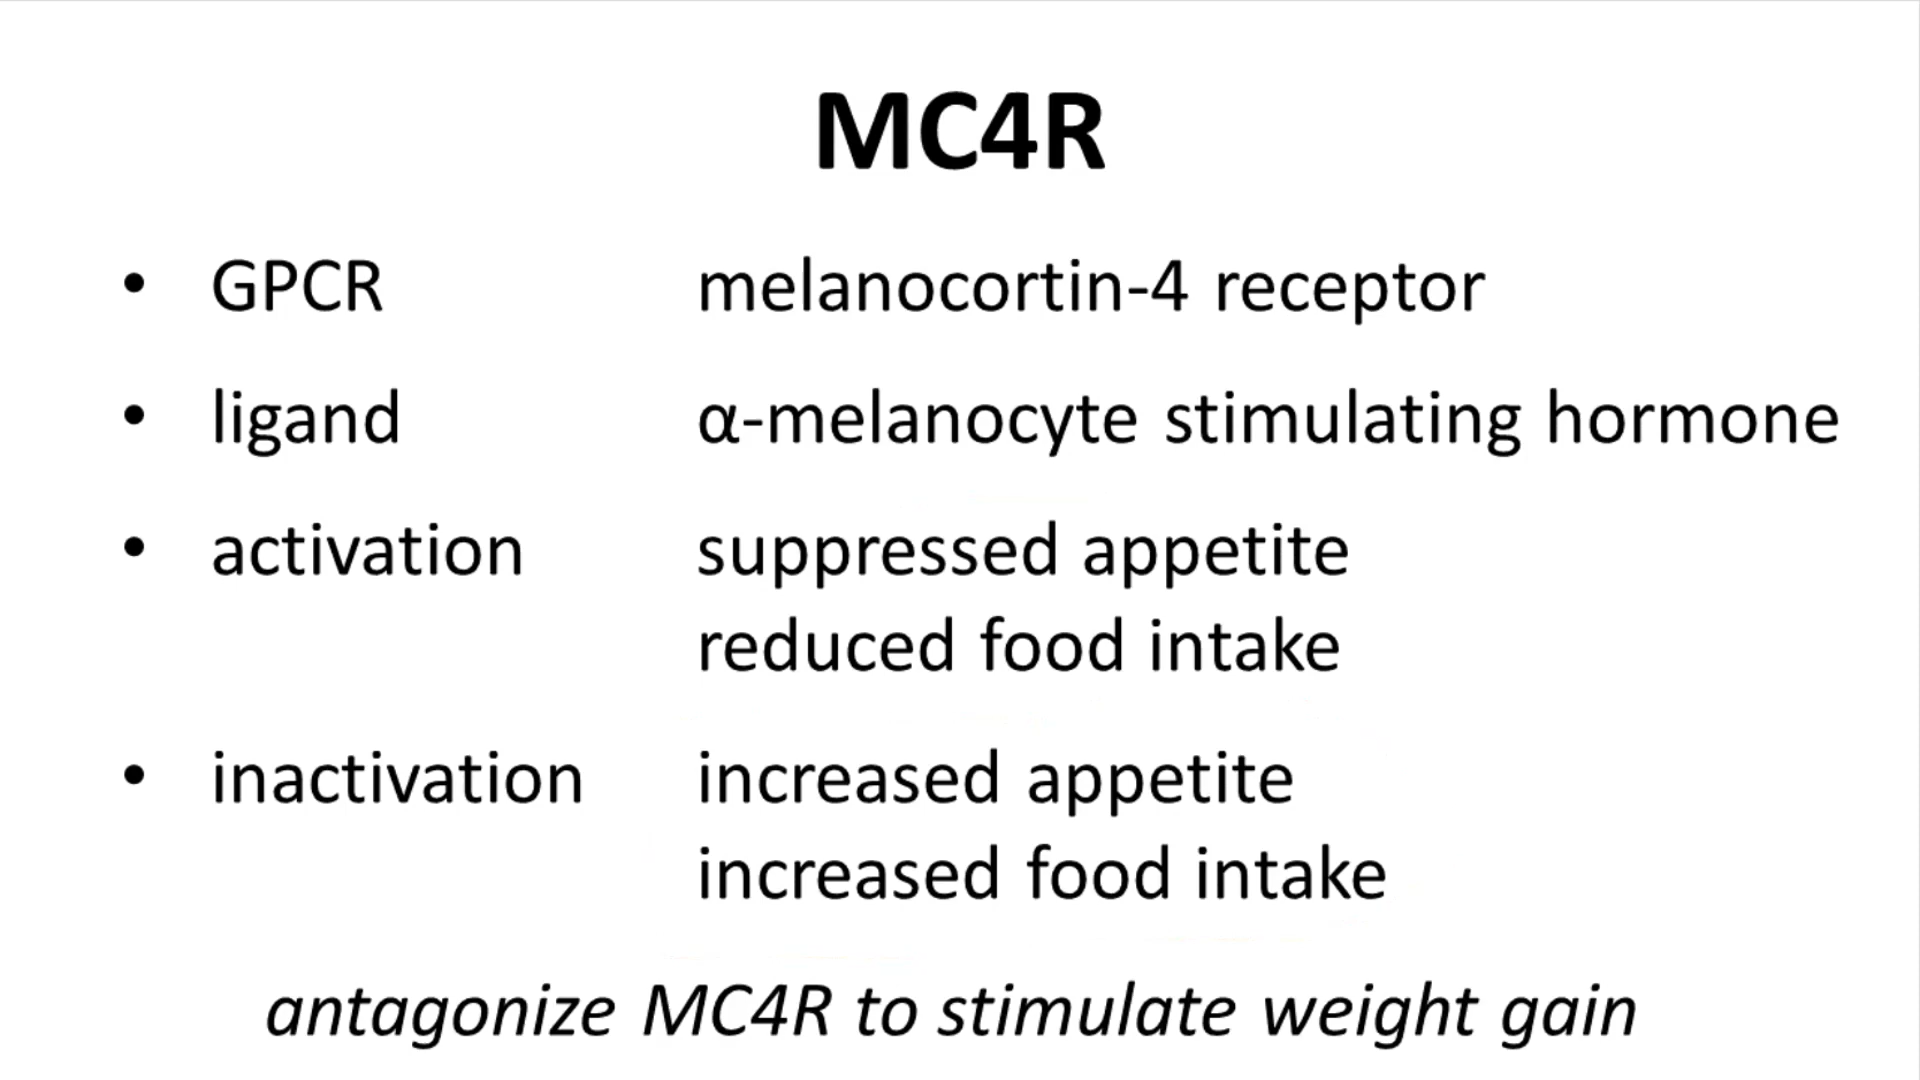 MC4R
• GPCR melanocortin-4 receptor
• ligand α-melanocyte stimulating hormone
• activation suppressed appetite
reduced food intake
• inactivation increased appetite
increased food intake
antagonize MC4R to stimulate weight gain